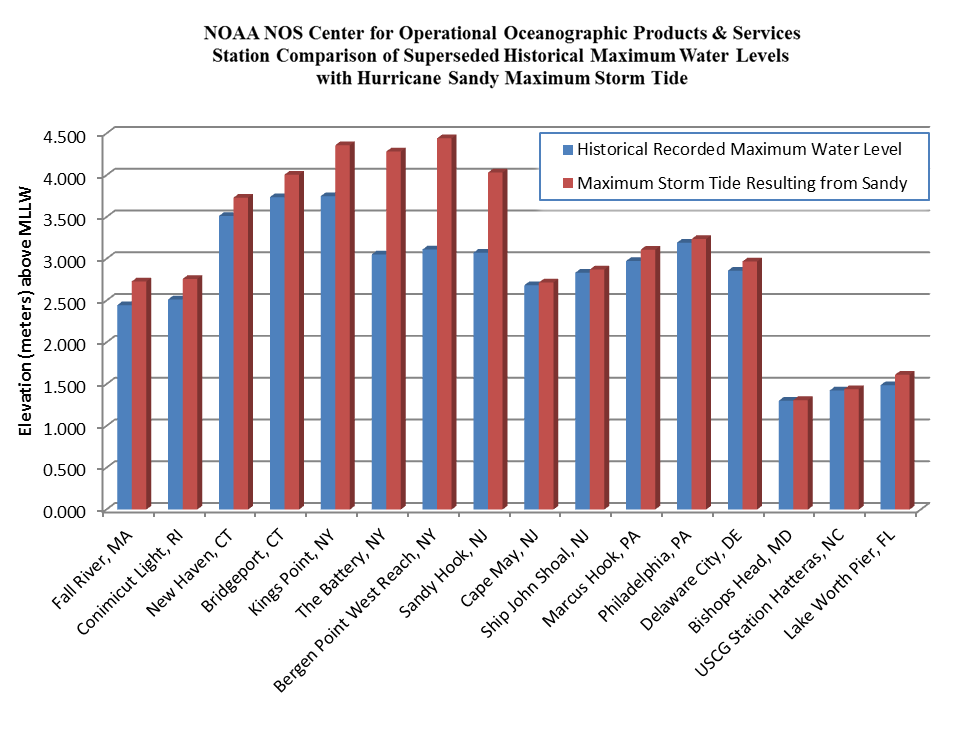 NOAA NOS Center for Operational Oceanographic Products & Services
Station Comparison of Superseded Historical Maximum Water Levels
with Hurricane Sandy Maximum Storm Tide
Historical Recorded Maximum Water Level
Maximum Storm Tide Resulting from Sandy
Elevation (meters) above MLLW
4.500
4.000
3.500
3.000
2.500
2.000
1.500
1.000
0.500
0.000
Fall River, MA
Conimicut Light, RI
New Haven, CT
Bridgeport, CT
Kings Point, NY
The Battery, NY
Bergen Point West Reach, NY
Sandy Hook, NJ
Cape May, NJ
Ship John Shoal, NJ
Marcus Hook, PA
Philadelphia, PA
Delaware City, DE
Bishops Head, MD
USCG Station Hatteras, NC
Lake Worth Pier, FL